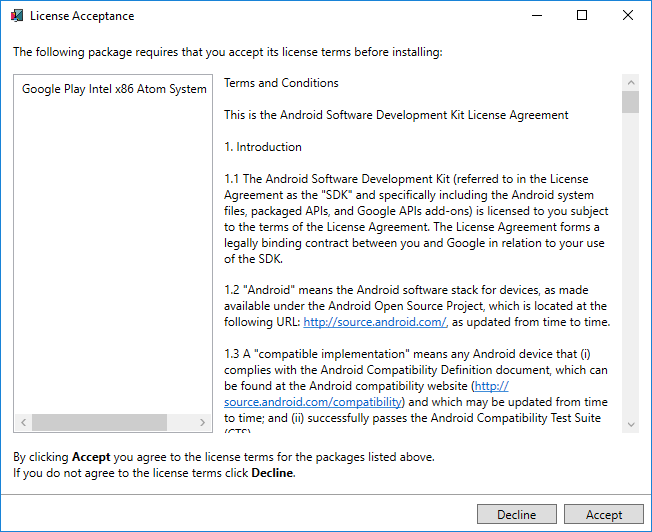 License Acceptance
The following package requires that you accept its license terms before installing:
Google Play Intel x86 Atom System
Terms and Conditions
This is the Android Software Development Kit License Agreement
1. Introduction
1.1 The Android Software Development Kit (referred to in the License
Agreement as the "SDK" and specifically including the Android system
files, packaged APIs, and Google APIs add-ons) is licensed to you subject
to the terms of the License Agreement. The License Agreement forms a
legally binding contract between you and Google in relation to your use
of the SDK.
1.2 "Android" means the Android software stack for devices, as made
available under the Android Open Source Project, which is located at the
following URL: http://source.android.com/, as updated from time to time.
1.3 A "compatible implementation" means any Android device that (i)
complies with the Android Compatibility Definition document, which can
be found at the Android compatibility website (http://
source.android.com/compatibility) and which may be updated from time
to time; and (ii) successfully passes the Android Compatibility Test Suite
(CTS)
By clicking Accept you agree to the license terms for the packages listed above.
If you do not agree to the license terms click Decline.
Decline
Accept